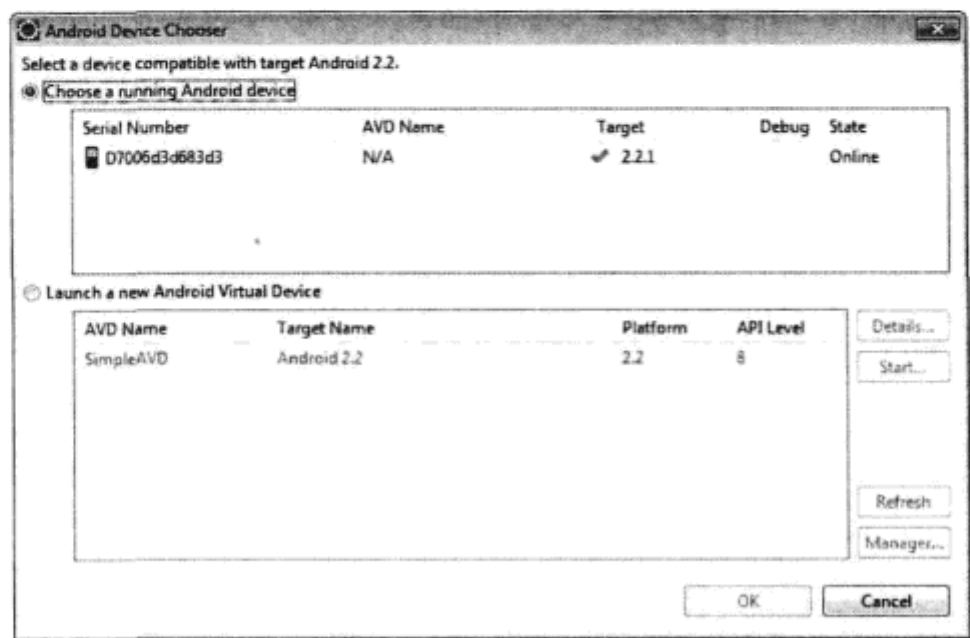 Android Device Chooser
Select a device compatible with target Android 2.2.
Choose a running Android device
Serial Number AVD Name Target Debug State
D7006d3d683d3 N/A 2.2.1 Online
Launch a new Android Virtual Device
AVD Name Target Name Platform API Level
SimpleAVD Android 2.2 2.2 8
Details...
Start...
Refresh
Manager...
OK Cancel